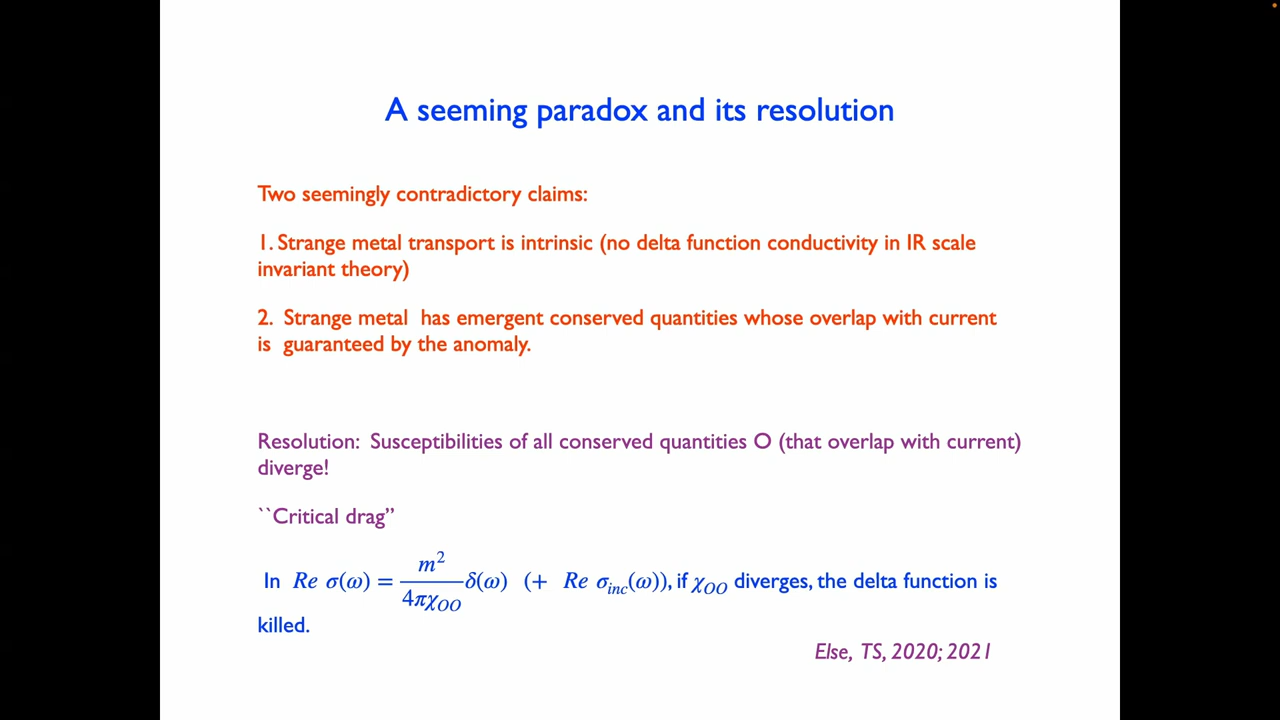 A seeming paradox and its resolution
Two seemingly contradictory claims:
1. Strange metal transport is intrinsic (no delta function conductivity in IR scale
invariant theory)
2. Strange metal has emergent conserved quantities whose overlap with current
is guaranteed by the anomaly.
Resolution: Susceptibilities of all conserved quantities O (that overlap with current)
diverge!
``Critical drag”
In Re σ(ω) = m²/(4πχ_OO) δ(ω) (+ Re σ_inc(ω)), if χ_OO diverges, the delta function is
killed.
Else, TS, 2020; 2021